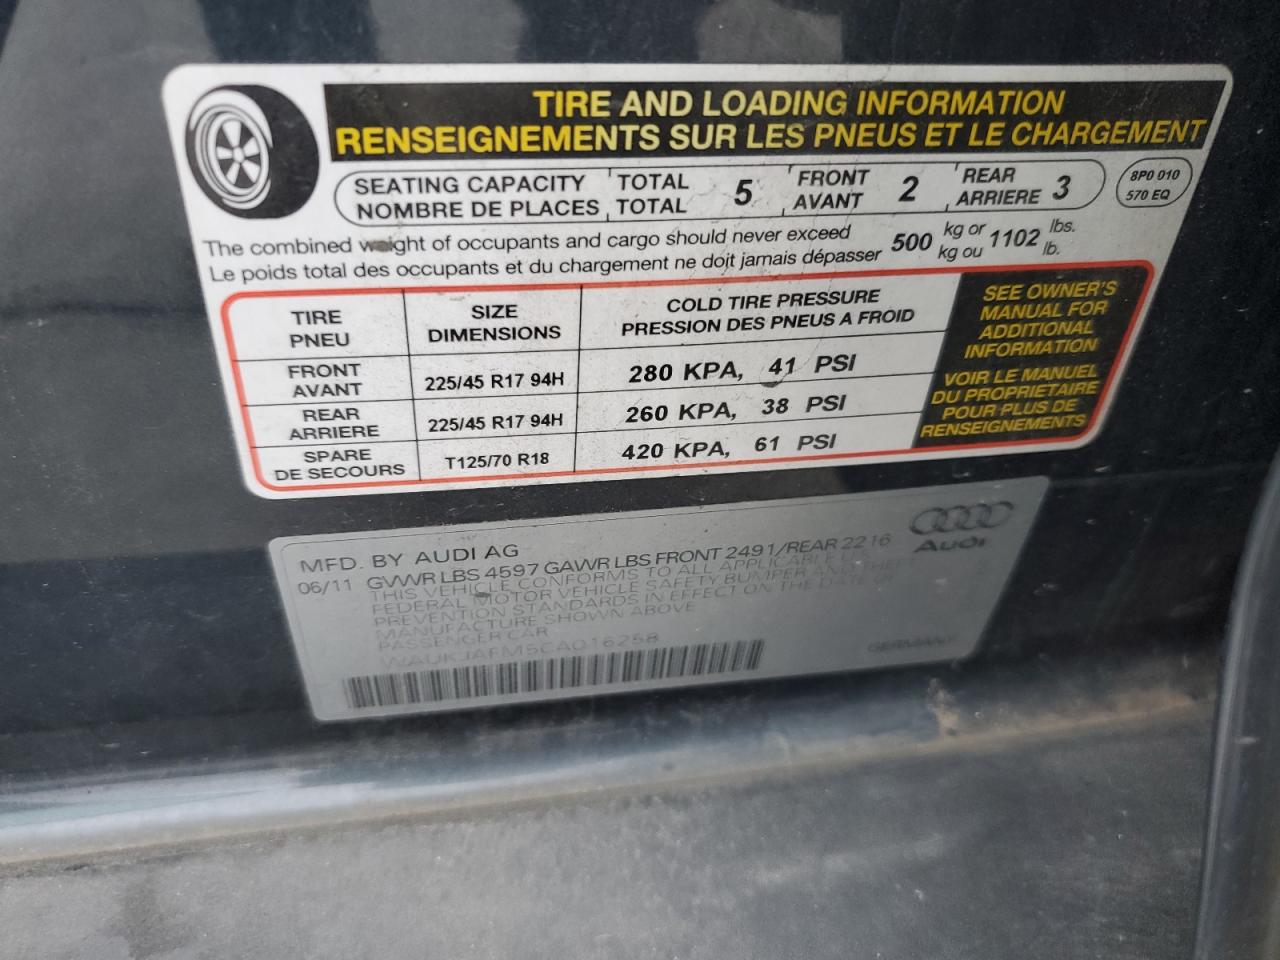 TIRE AND LOADING INFORMATION
RENSEIGNEMENTS SUR LES PNEUS ET LE CHARGEMENT
SEATING CAPACITY TOTAL 5 FRONT 2 REAR 3
NOMBRE DE PLACES TOTAL AVANT ARRIERE
8P0 010
570 EQ
The combined weight of occupants and cargo should never exceed 500 kg or 1102 lbs.
Le poids total des occupants et du chargement ne doit jamais dépasser kg ou lb.
TIRE SIZE COLD TIRE PRESSURE
PNEU DIMENSIONS PRESSION DES PNEUS A FROID
FRONT
AVANT 225/45 R17 94H 280 KPA, 41 PSI
REAR
ARRIERE 225/45 R17 94H 260 KPA, 38 PSI
SPARE
DE SECOURS T125/70 R18 420 KPA, 61 PSI
SEE OWNER'S
MANUAL FOR
ADDITIONAL
INFORMATION
VOIR LE MANUEL
DU PROPRIETAIRE
POUR PLUS DE
RENSEIGNEMENTS
MFD. BY AUDI AG
06/11 GVWR LBS 4597 GAWR LBS FRONT 2491/REAR 2216
THIS VEHICLE CONFORMS TO ALL APPLICABLE U.S.
FEDERAL MOTOR VEHICLE SAFETY BUMPER AND THEFT
PREVENTION STANDARDS IN EFFECT ON THE DATE OF
MANUFACTURE SHOWN ABOVE
PASSENGER CAR
WAUKJAFM5CA016258
GERMANY
Audi